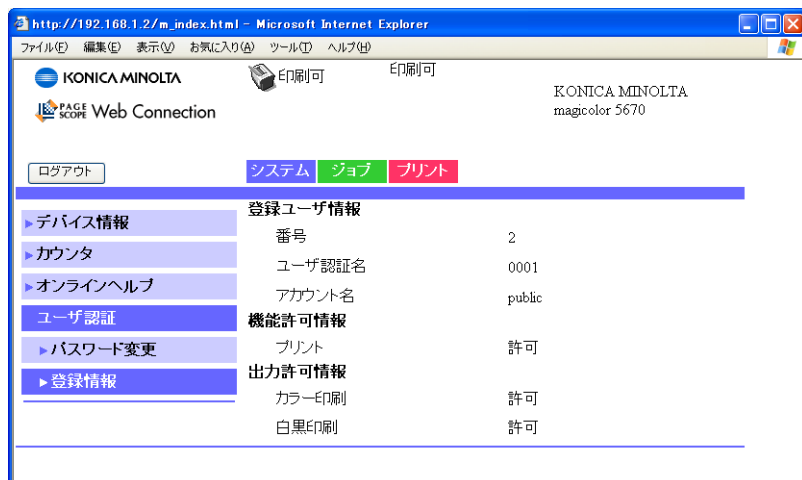 http://192.168.1.2/m_index.html - Microsoft Internet Explorer
ファイル(F) 編集(E) 表示(V) お気に入り(A) ツール(T) ヘルプ(H)
KONICA MINOLTA
印刷可
印刷可
KONICA MINOLTA
PAGE SCOPE Web Connection
magicolor 5670
ログアウト
システム ジョブ プリント
デバイス情報
カウンタ
オンラインヘルプ
ユーザ認証
パスワード変更
登録情報
登録ユーザ情報
番号 2
ユーザ認証名 0001
アカウント名 public
機能許可情報
プリント 許可
出力許可情報
カラー印刷 許可
白黒印刷 許可